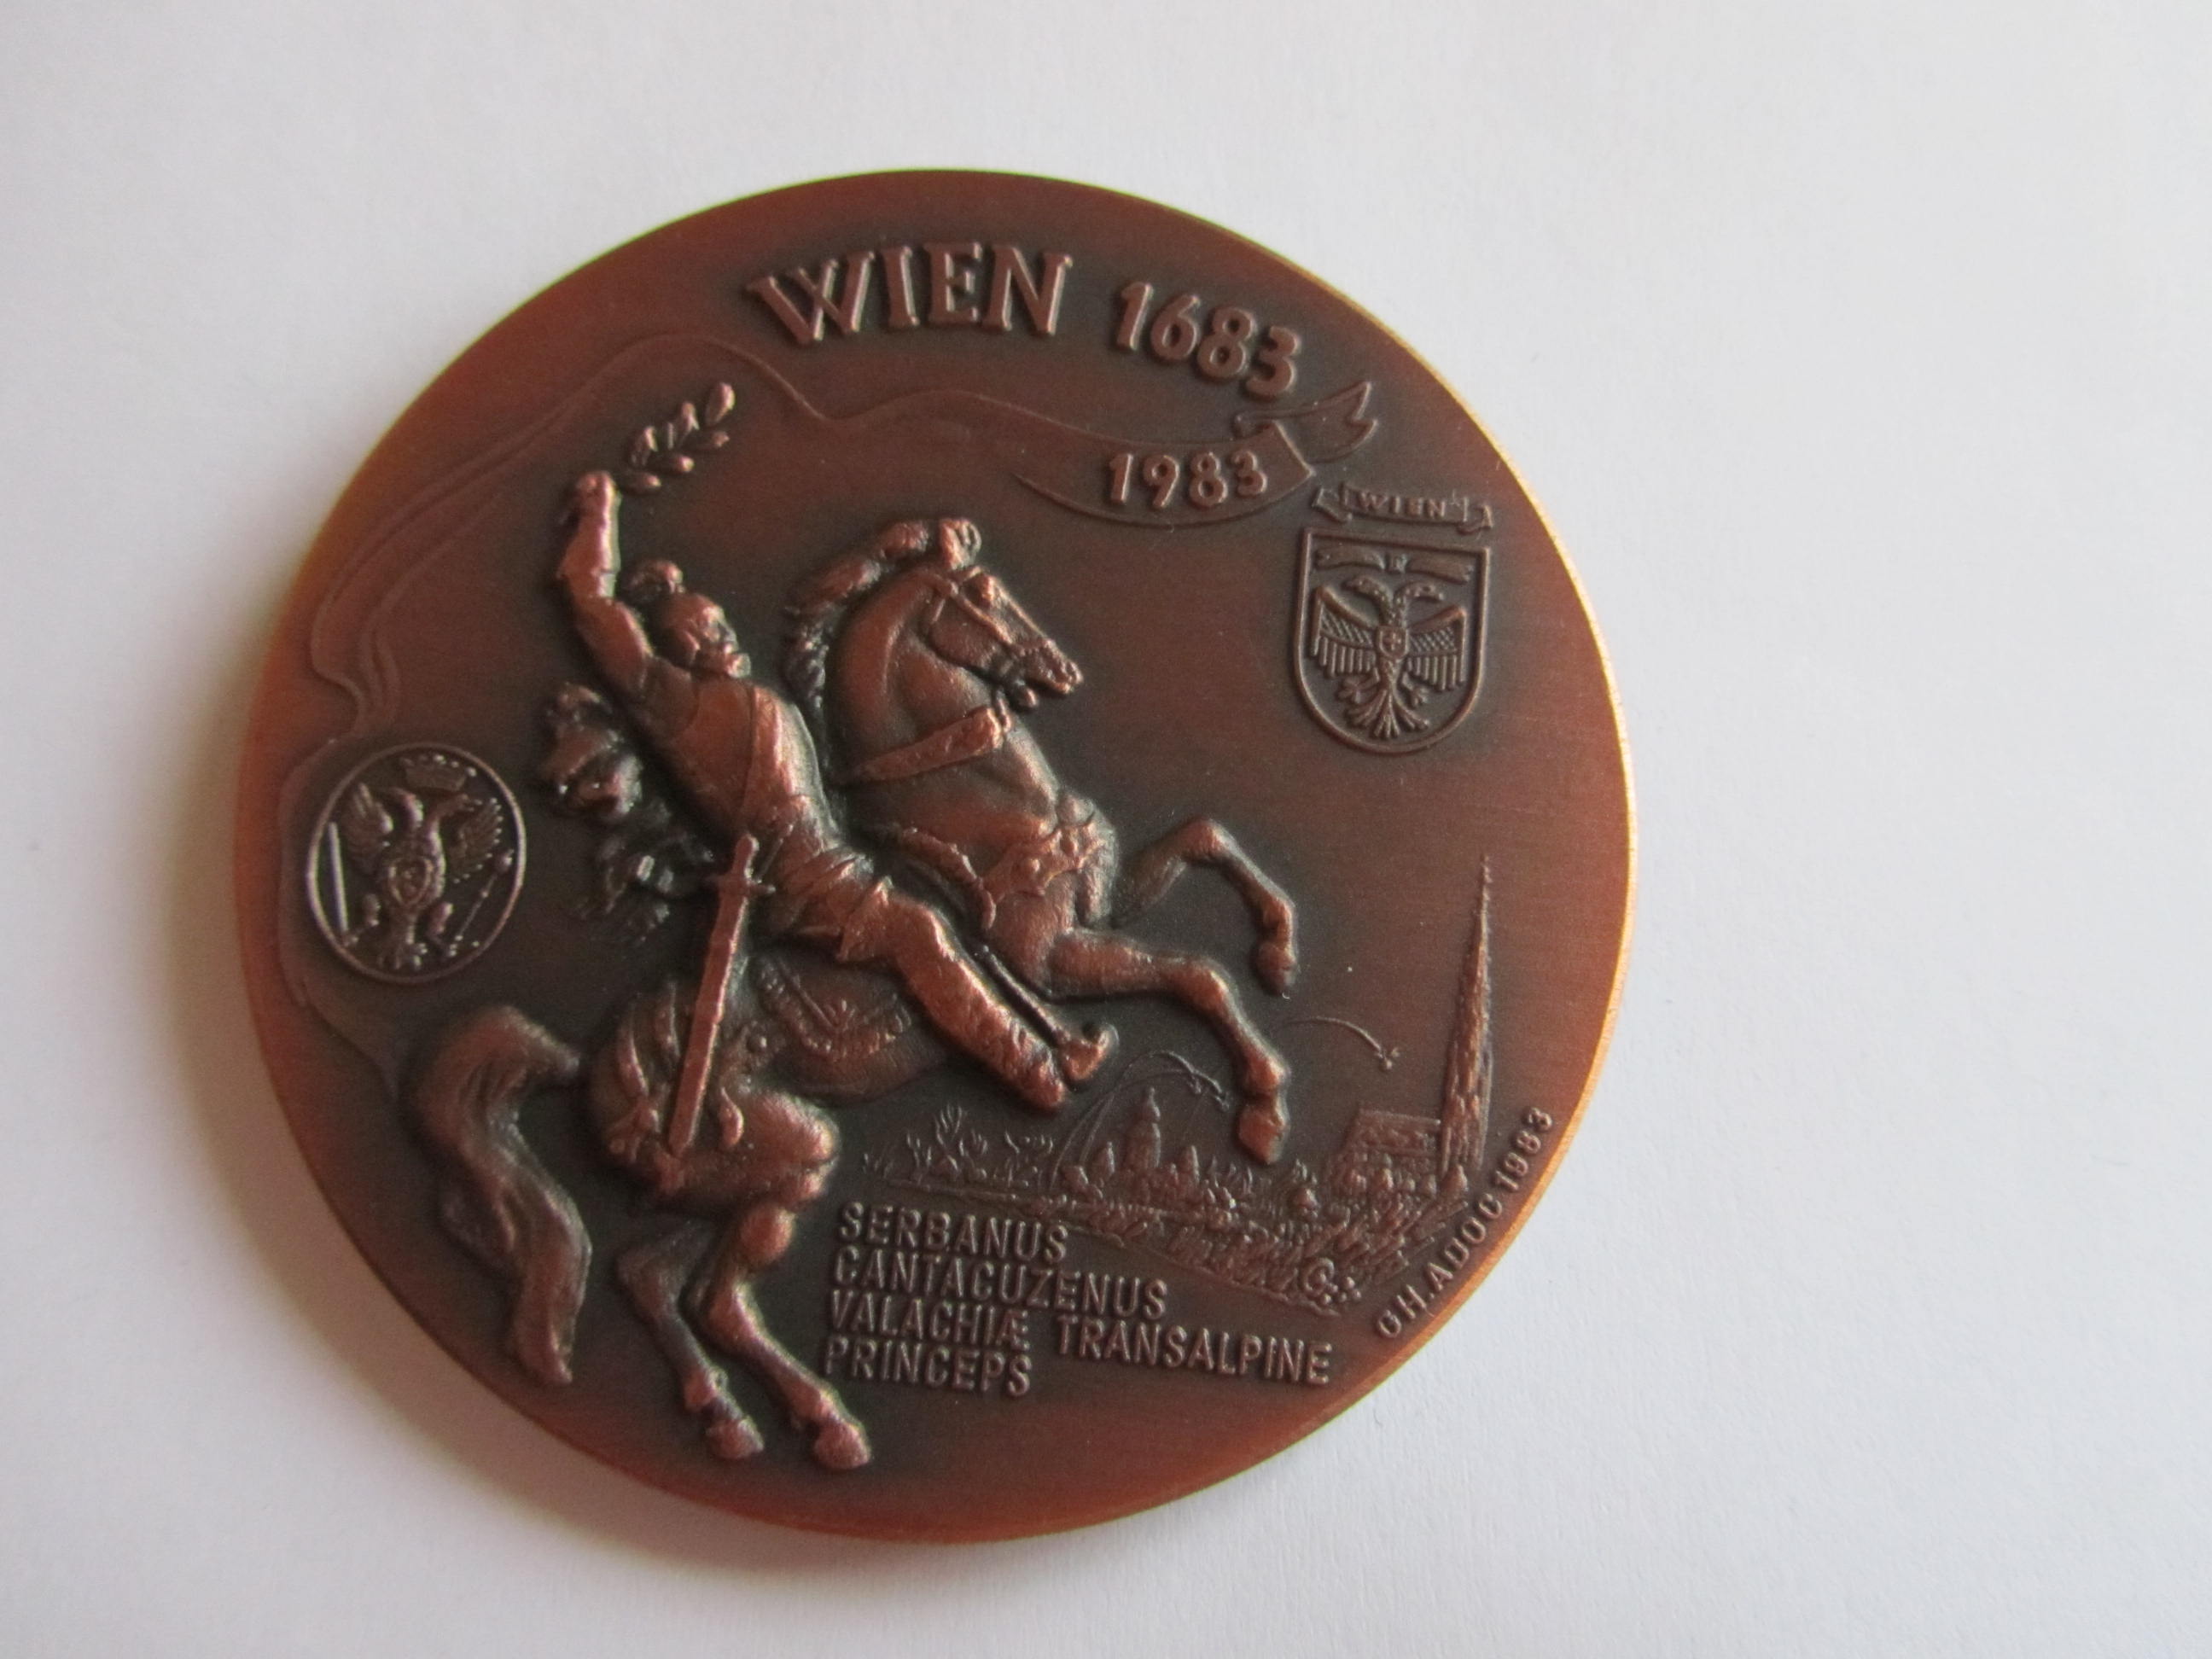 WIEN 1683
1983
WIEN
SERBANUS
CANTACUZENUS
VALACHIÆ TRANSALPINE
PRINCEPS
GH. ADOC 1983